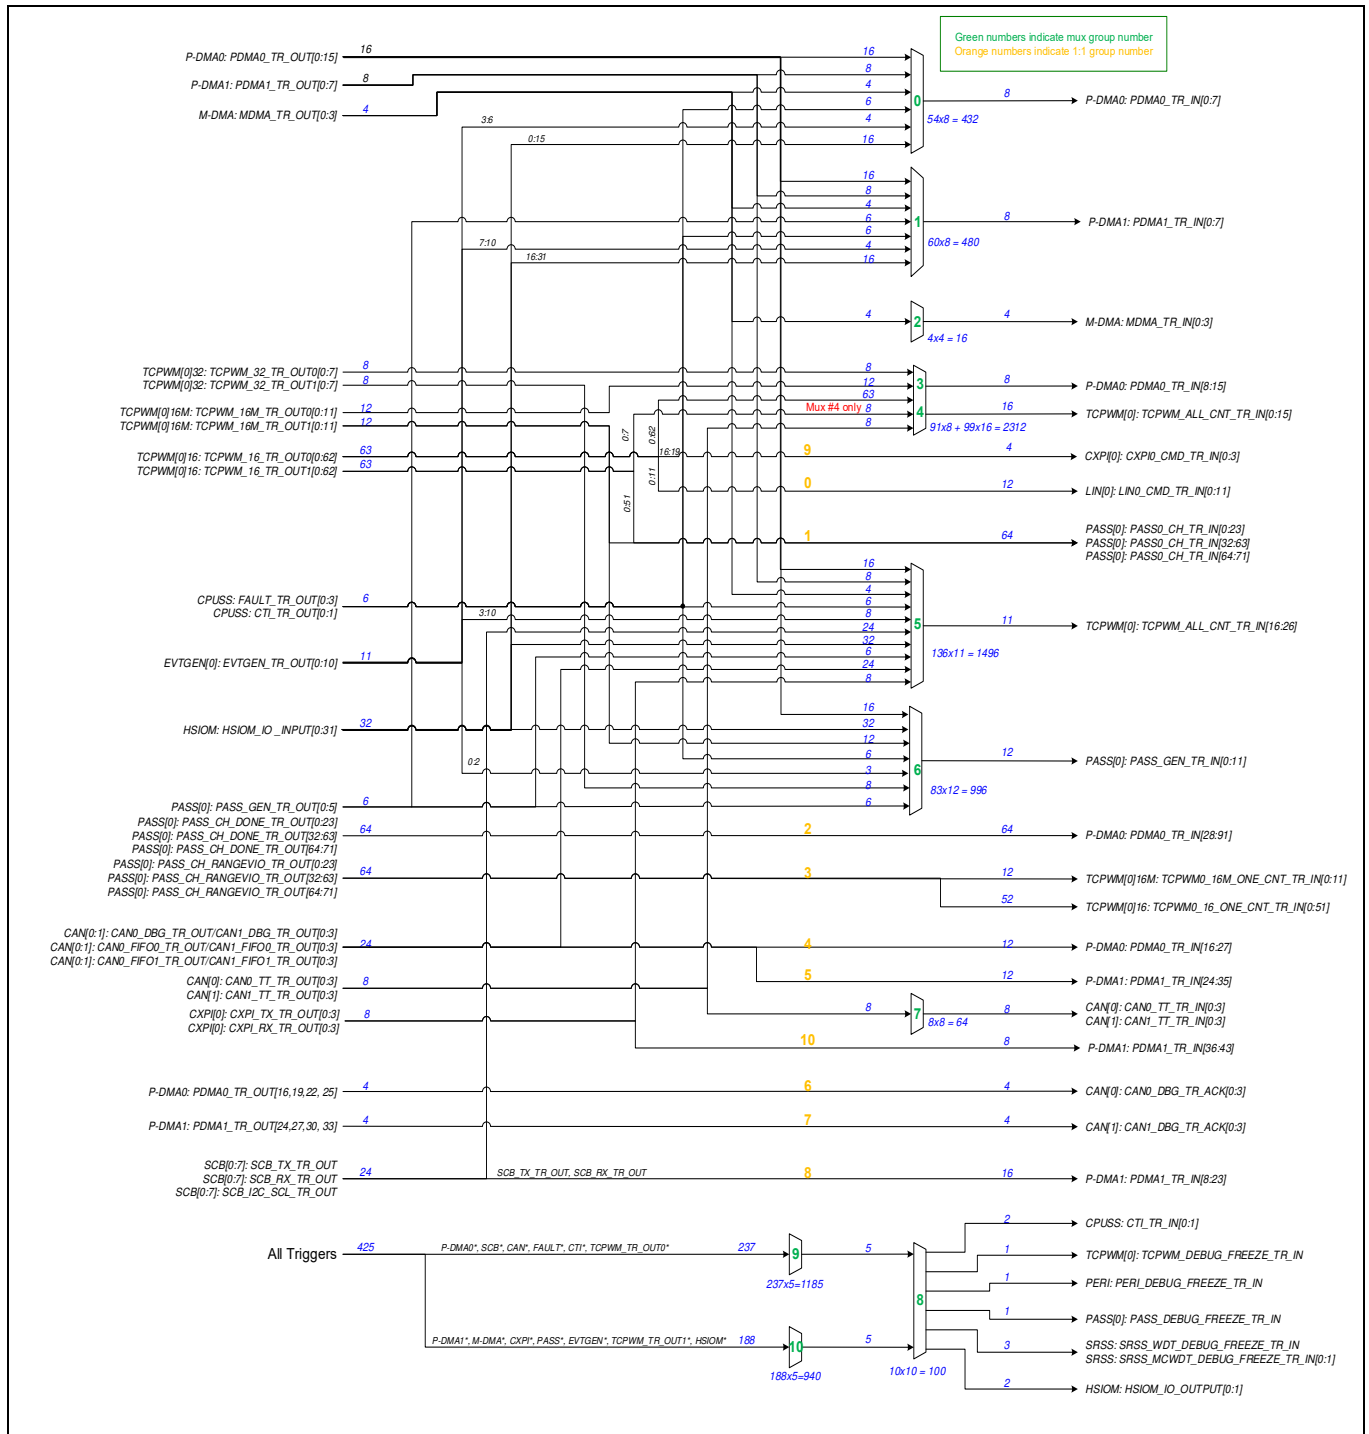 Green numbers indicate mux group number
Orange numbers indicate 1:1 group number
P-DMA0: PDMA0_TR_OUT[0:15] 16 16
P-DMA1: PDMA1_TR_OUT[0:7] 8 8
M-DMA: MDMA_TR_OUT[0:3] 4 4
6
3:6 4
0:15 16
0 8 P-DMA0: PDMA0_TR_IN[0:7]
54x8 = 432
16
8
4
6
6
7:10 4
16:31 16
1 8 P-DMA1: PDMA1_TR_IN[0:7]
60x8 = 480
4 2 4 M-DMA: MDMA_TR_IN[0:3]
4x4 = 16
TCPWM[0]32: TCPWM_32_TR_OUT0[0:7] 8 8
TCPWM[0]32: TCPWM_32_TR_OUT1[0:7] 8
12
63
TCPWM[0]16M: TCPWM_16M_TR_OUT0[0:11] 12
TCPWM[0]16M: TCPWM_16M_TR_OUT1[0:11] 12
Mux #4 only 8
8
3 8 P-DMA0: PDMA0_TR_IN[8:15]
4 16 TCPWM[0]: TCPWM_ALL_CNT_TR_IN[0:15]
91x8 + 99x16 = 2312
0:7
0:62
TCPWM[0]16: TCPWM_16_TR_OUT0[0:62] 63
TCPWM[0]16: TCPWM_16_TR_OUT1[0:62] 63
16:19 9 4 CXPI[0]: CXPI0_CMD_TR_IN[0:3]
0:11 0 12 LIN[0]: LIN0_CMD_TR_IN[0:11]
0:51
1 64 PASS[0]: PASS0_CH_TR_IN[0:23]
PASS[0]: PASS0_CH_TR_IN[32:63]
PASS[0]: PASS0_CH_TR_IN[64:71]
16
8
4
CPUSS: FAULT_TR_OUT[0:3] 6 6
CPUSS: CTI_TR_OUT[0:1]
3:10 8
24
32
6
24
8
5 11 TCPWM[0]: TCPWM_ALL_CNT_TR_IN[16:26]
136x11 = 1496
EVTGEN[0]: EVTGEN_TR_OUT[0:10] 11
16
HSIOM: HSIOM_IO_INPUT[0:31] 32 32
12
6
0:2 3
8
6 12 PASS[0]: PASS_GEN_TR_IN[0:11]
83x12 = 996
PASS[0]: PASS_GEN_TR_OUT[0:5] 6 6
PASS[0]: PASS_CH_DONE_TR_OUT[0:23]
PASS[0]: PASS_CH_DONE_TR_OUT[32:63] 64 2 64 P-DMA0: PDMA0_TR_IN[28:91]
PASS[0]: PASS_CH_DONE_TR_OUT[64:71]
PASS[0]: PASS_CH_RANGEVIO_TR_OUT[0:23]
PASS[0]: PASS_CH_RANGEVIO_TR_OUT[32:63] 64 3 12 TCPWM[0]16M: TCPWM0_16M_ONE_CNT_TR_IN[0:11]
PASS[0]: PASS_CH_RANGEVIO_TR_OUT[64:71]
52 TCPWM[0]16: TCPWM0_16_ONE_CNT_TR_IN[0:51]
CAN[0:1]: CAN0_DBG_TR_OUT/CAN1_DBG_TR_OUT[0:3]
CAN[0:1]: CAN0_FIFO0_TR_OUT/CAN1_FIFO0_TR_OUT[0:3] 24 4 12 P-DMA0: PDMA0_TR_IN[16:27]
CAN[0:1]: CAN0_FIFO1_TR_OUT/CAN1_FIFO1_TR_OUT[0:3]
5 12 P-DMA1: PDMA1_TR_IN[24:35]
CAN[0]: CAN0_TT_TR_OUT[0:3] 8
CAN[1]: CAN1_TT_TR_OUT[0:3]
8 7 8 CAN[0]: CAN0_TT_TR_IN[0:3]
CAN[1]: CAN1_TT_TR_IN[0:3]
8x8 = 64
CXPI[0]: CXPI_TX_TR_OUT[0:3] 8
CXPI[0]: CXPI_RX_TR_OUT[0:3]
10 8 P-DMA1: PDMA1_TR_IN[36:43]
P-DMA0: PDMA0_TR_OUT[16,19,22, 25] 4 6 4 CAN[0]: CAN0_DBG_TR_ACK[0:3]
P-DMA1: PDMA1_TR_OUT[24,27,30, 33] 4 7 4 CAN[1]: CAN1_DBG_TR_ACK[0:3]
SCB[0:7]: SCB_TX_TR_OUT
SCB[0:7]: SCB_RX_TR_OUT 24 SCB_TX_TR_OUT, SCB_RX_TR_OUT 8 16 P-DMA1: PDMA1_TR_IN[8:23]
SCB[0:7]: SCB_I2C_SCL_TR_OUT
2 CPUSS: CTI_TR_IN[0:1]
All Triggers 425 P-DMA0*, SCB*, CAN*, FAULT*, CTI*, TCPWM_TR_OUT0* 237 9 5
237x5=1185
1 TCPWM[0]: TCPWM_DEBUG_FREEZE_TR_IN
1 PERI: PERI_DEBUG_FREEZE_TR_IN
8
1 PASS[0]: PASS_DEBUG_FREEZE_TR_IN
P-DMA1*, M-DMA*, CXPI*, PASS*, EVTGEN*, TCPWM_TR_OUT1*, HSIOM* 188 10 5
188x5=940
10x10 = 100
3 SRSS: SRSS_WDT_DEBUG_FREEZE_TR_IN
SRSS: SRSS_MCWDT_DEBUG_FREEZE_TR_IN[0:1]
2 HSIOM: HSIOM_IO_OUTPUT[0:1]